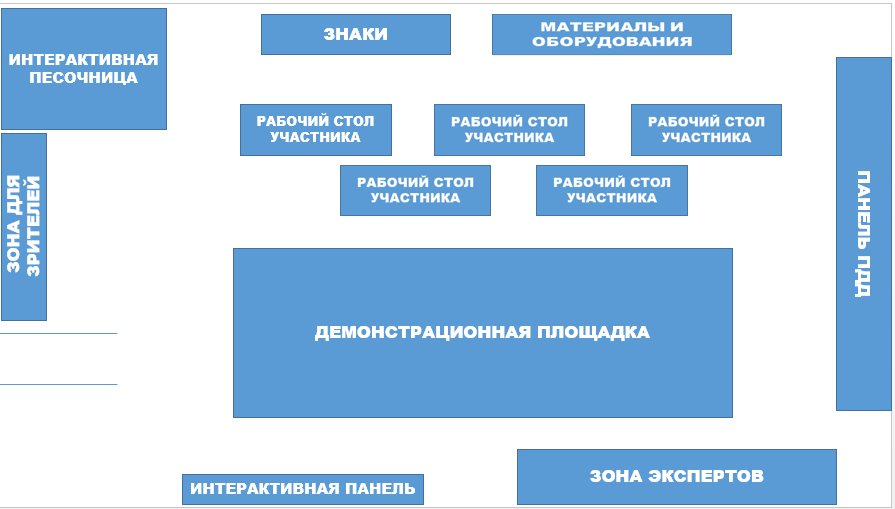 ИНТЕРАКТИВНАЯ
ПЕСОЧНИЦА
ЗНАКИ
МАТЕРИАЛЫ И
ОБОРУДОВАНИЯ
РАБОЧИЙ СТОЛ
УЧАСТНИКА
РАБОЧИЙ СТОЛ
УЧАСТНИКА
РАБОЧИЙ СТОЛ
УЧАСТНИКА
РАБОЧИЙ СТОЛ
УЧАСТНИКА
РАБОЧИЙ СТОЛ
УЧАСТНИКА
ЗОНА ДЛЯ
ЗРИТЕЛЕЙ
ПАНЕЛЬ ПДД
ДЕМОНСТРАЦИОННАЯ ПЛОЩАДКА
ИНТЕРАКТИВНАЯ ПАНЕЛЬ
ЗОНА ЭКСПЕРТОВ